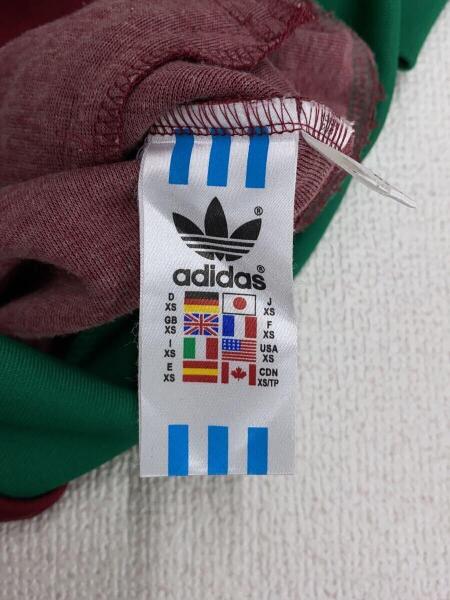 ®
adidas®
D XS J XS
GB XS F XS
I XS USA XS
E XS CDN XS/TP